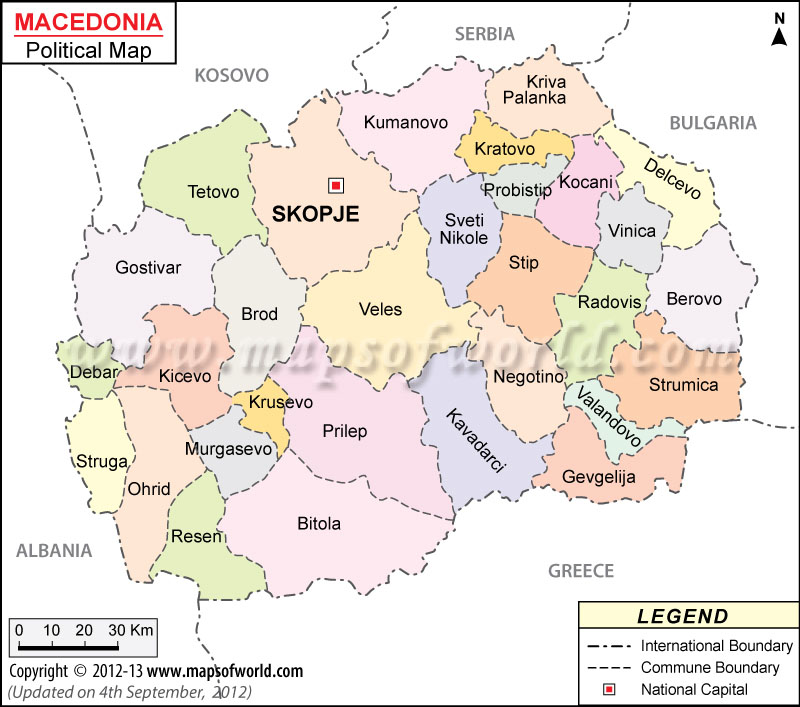 MACEDONIA
Political Map
N
SERBIA
KOSOVO
BULGARIA
Kriva
Palanka
Kumanovo
Kratovo
Delcevo
Tetovo
Probistip
Kocani
SKOPJE
Sveti
Nikole
Vinica
Gostivar
Stip
Brod
Veles
Radovis
Berovo
www.mapsofworld.com
Debar
Kicevo
Negotino
Strumica
Krusevo
Valandovo
Prilep
Kavadarci
Murgasevo
Struga
Gevgelija
Ohrid
Bitola
Resen
ALBANIA
GREECE
LEGEND
International Boundary
Commune Boundary
National Capital
0 10 20 30 Km
Copyright © 2012-13 www.mapsofworld.com
(Updated on 4th September, 2012)